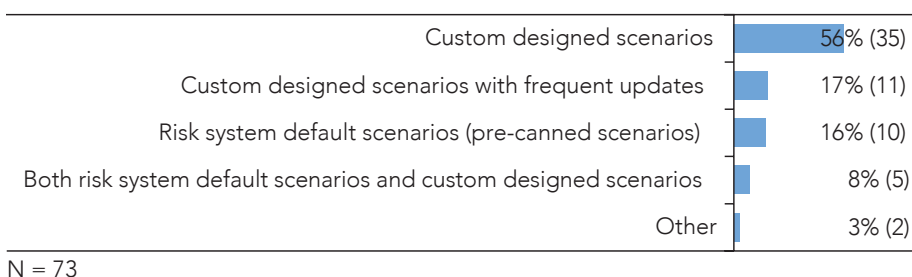 Custom designed scenarios 56% (35)
Custom designed scenarios with frequent updates 17% (11)
Risk system default scenarios (pre-canned scenarios) 16% (10)
Both risk system default scenarios and custom designed scenarios 8% (5)
Other 3% (2)
N = 73